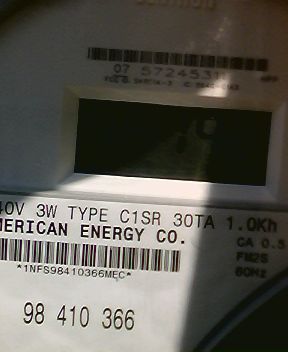 07 57245311
40V 3W TYPE C1SR 30TA 1.0Kh
MERICAN ENERGY CO.
CA 0.5
FM2S
60Hz
*1NFS98410366MEC*
98 410 366